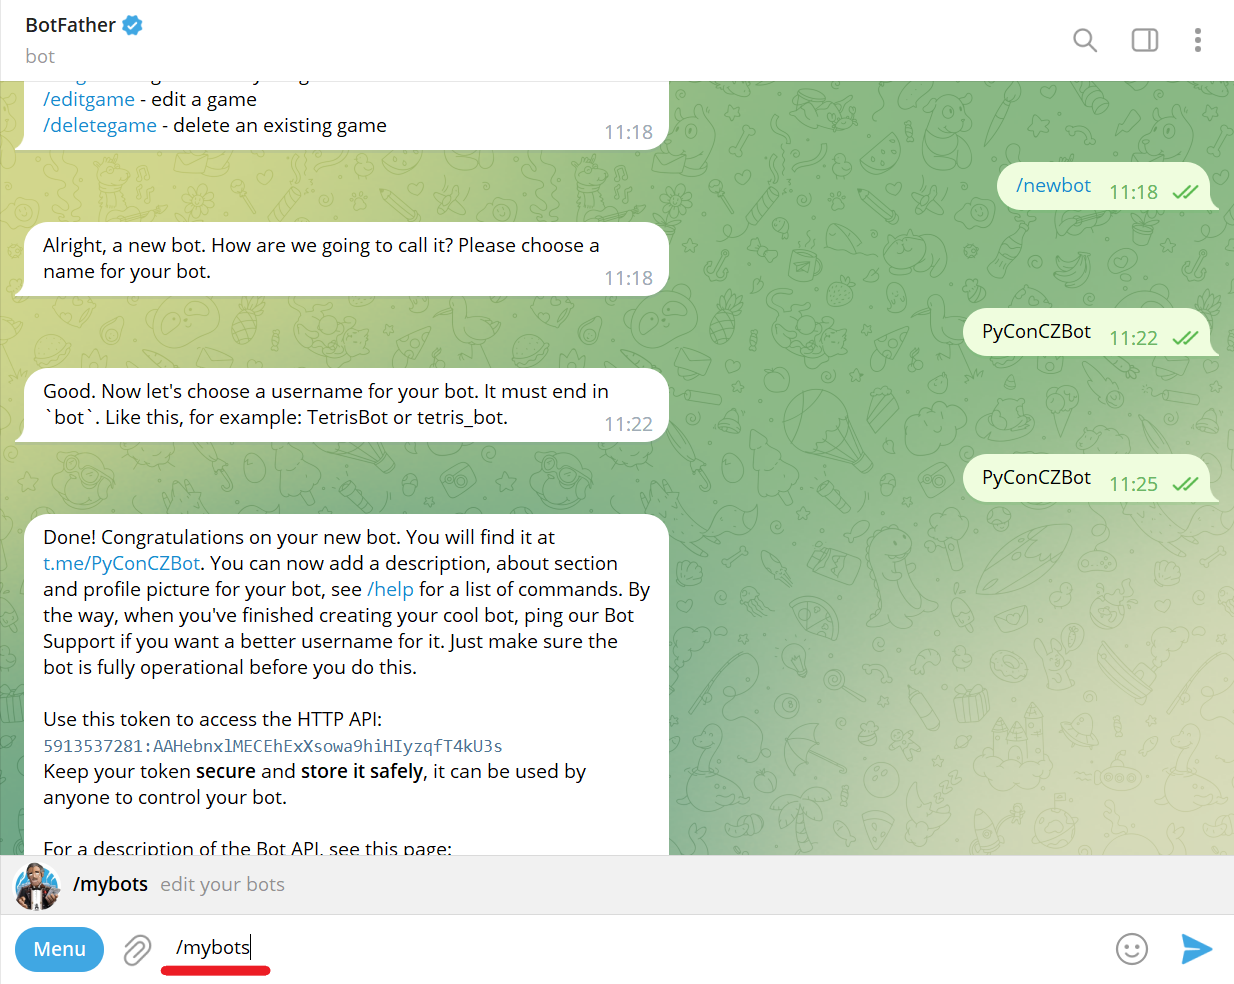 BotFather
bot
/editgame - edit a game
/deletegame - delete an existing game
11:18
/newbot 11:18
Alright, a new bot. How are we going to call it? Please choose a
name for your bot.
11:18
PyConCZBot 11:22
Good. Now let's choose a username for your bot. It must end in
`bot`. Like this, for example: TetrisBot or tetris_bot.
11:22
PyConCZBot 11:25
Done! Congratulations on your new bot. You will find it at
t.me/PyConCZBot. You can now add a description, about section
and profile picture for your bot, see /help for a list of commands. By
the way, when you've finished creating your cool bot, ping our Bot
Support if you want a better username for it. Just make sure the
bot is fully operational before you do this.
Use this token to access the HTTP API:
5913537281:AAHebnxlMECEhExXsowa9hiHIyzqfT4kU3s
Keep your token secure and store it safely, it can be used by
anyone to control your bot.
For a description of the Bot API, see this page:
/mybots edit your bots
Menu
/mybots